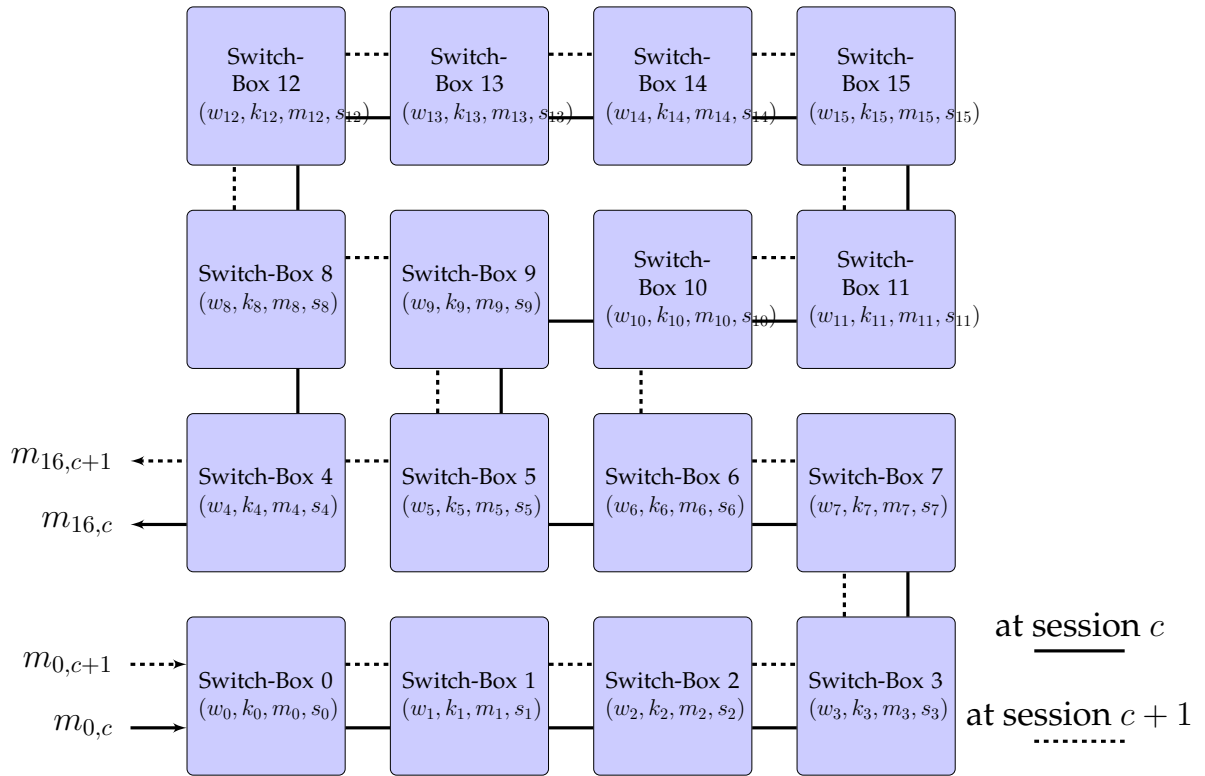 Switch-
Box 12
(w₁₂, k₁₂, m₁₂, s₁₂)
Switch-
Box 13
(w₁₃, k₁₃, m₁₃, s₁₃)
Switch-
Box 14
(w₁₄, k₁₄, m₁₄, s₁₄)
Switch-
Box 15
(w₁₅, k₁₅, m₁₅, s₁₅)
Switch-Box 8
(w₈, k₈, m₈, s₈)
Switch-Box 9
(w₉, k₉, m₉, s₉)
Switch-
Box 10
(w₁₀, k₁₀, m₁₀, s₁₀)
Switch-
Box 11
(w₁₁, k₁₁, m₁₁, s₁₁)
m₁₆,c+1
m₁₆,c
Switch-Box 4
(w₄, k₄, m₄, s₄)
Switch-Box 5
(w₅, k₅, m₅, s₅)
Switch-Box 6
(w₆, k₆, m₆, s₆)
Switch-Box 7
(w₇, k₇, m₇, s₇)
m₀,c+1
m₀,c
Switch-Box 0
(w₀, k₀, m₀, s₀)
Switch-Box 1
(w₁, k₁, m₁, s₁)
Switch-Box 2
(w₂, k₂, m₂, s₂)
Switch-Box 3
(w₃, k₃, m₃, s₃)
at session c
at session c + 1